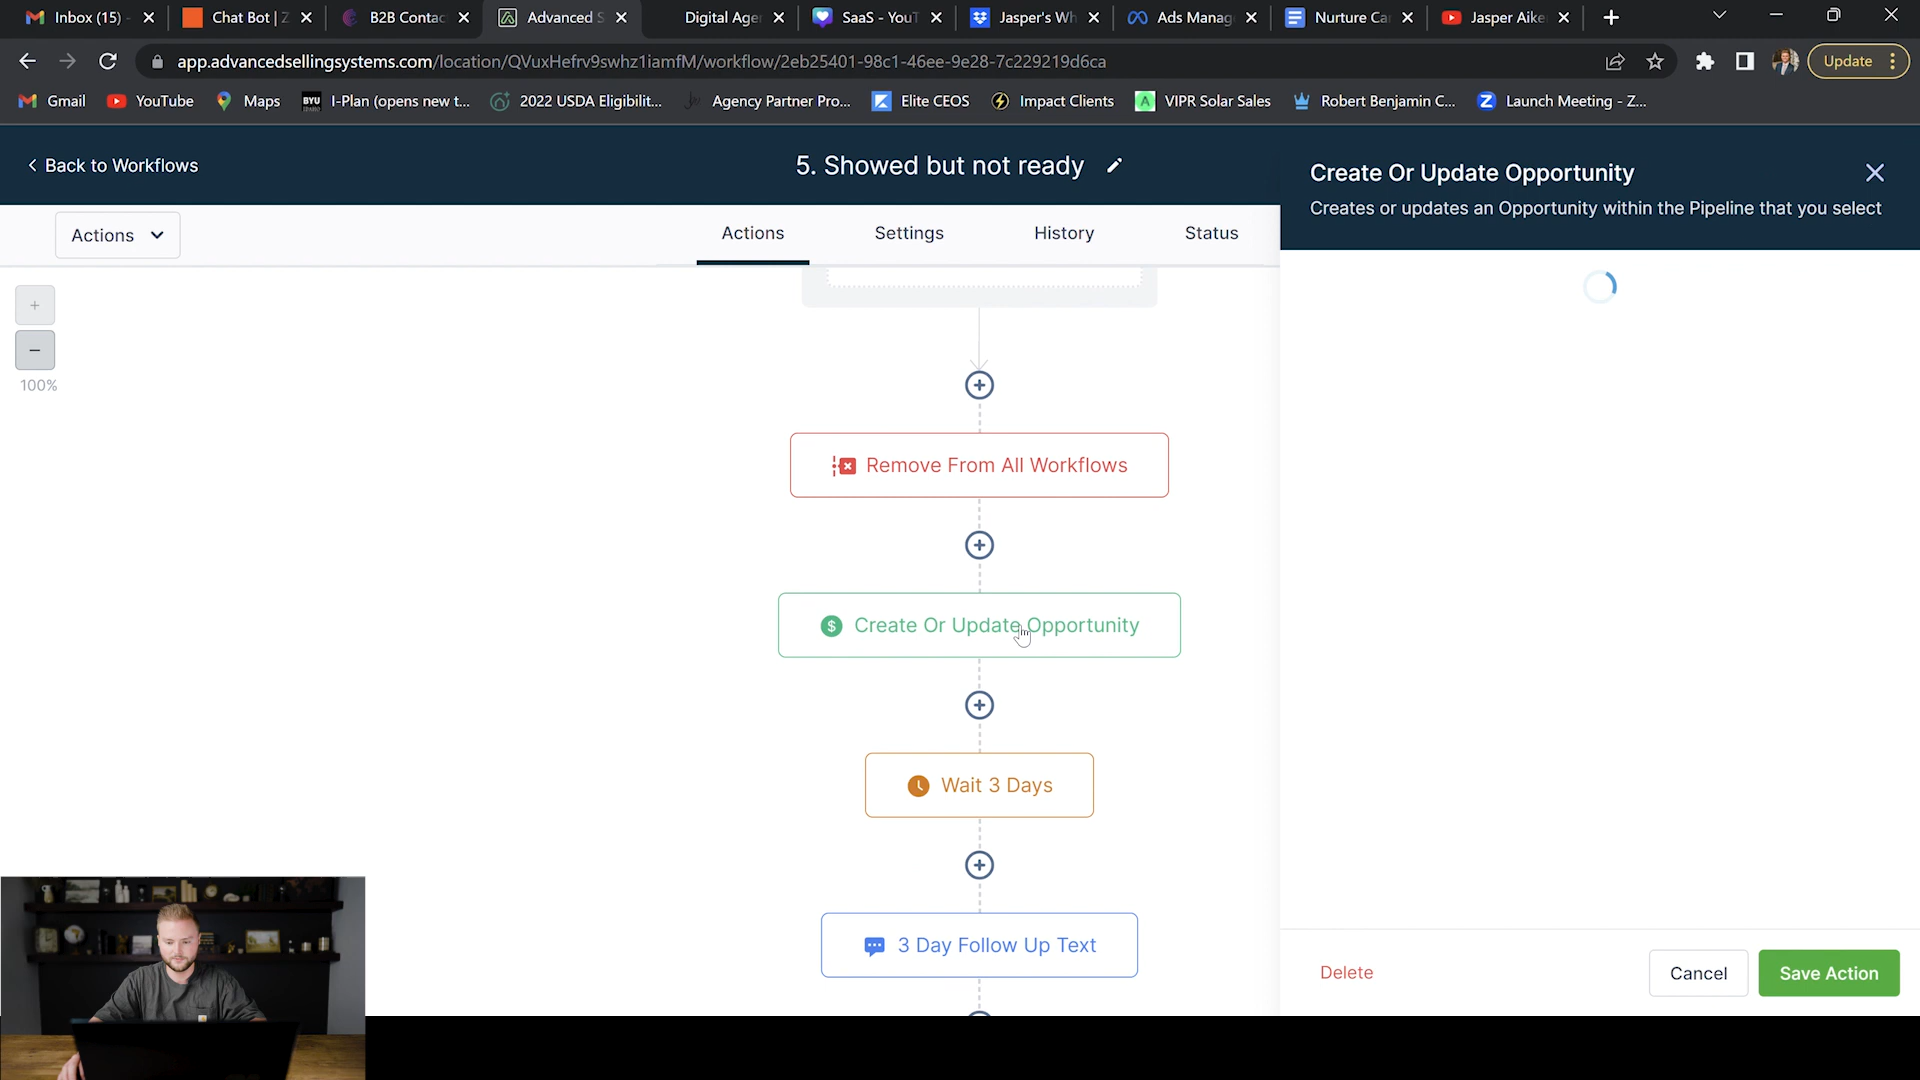 Inbox (15) -
Chat Bot | Z
B2B Contac
Advanced S
Digital Agen
SaaS - YouT
Jasper's Wh
Ads Manag
Nurture Ca
Jasper Aike
app.advancedsellingsystems.com/location/QVuxHefrv9swhz1iamfM/workflow/2eb25401-98c1-46ee-9e28-7c229219d6ca
Update
Gmail
YouTube
Maps
BYU
I-Plan (opens new t...
2022 USDA Eligibilit...
Agency Partner Pro...
Elite CEOS
Impact Clients
VIPR Solar Sales
Robert Benjamin C...
Launch Meeting - Z...
Back to Workflows
5. Showed but not ready
Create Or Update Opportunity
Creates or updates an Opportunity within the Pipeline that you select
Actions
Actions
Settings
History
Status
100%
Remove From All Workflows
Create Or Update Opportunity
Wait 3 Days
3 Day Follow Up Text
Delete
Cancel
Save Action